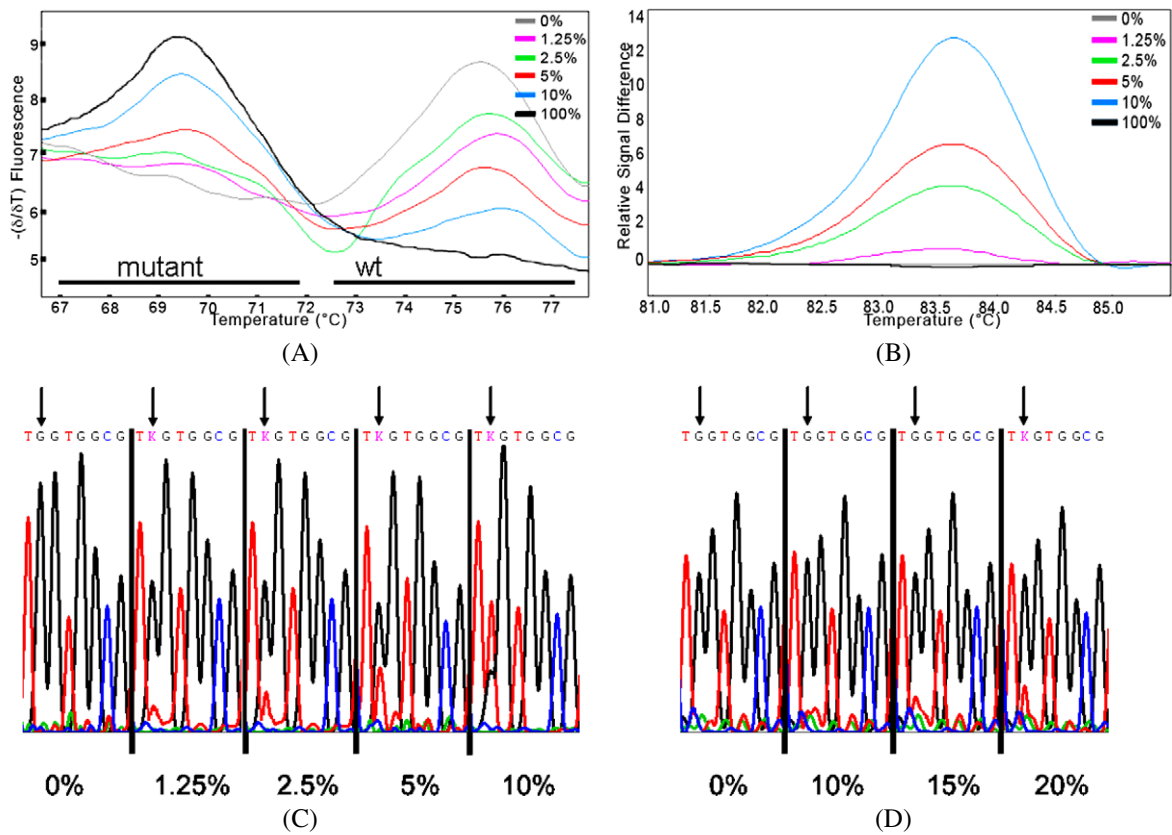 -(δ/δT) Fluorescence
9
8
7
6
5
0%
1.25%
2.5%
5%
10%
100%
mutant
wt
67 69 70 71 72 73 74 75 76 77
Temperature (°C)
(A)
Relative Signal Difference
14
12
10
8
6
4
2
0
0%
1.25%
2.5%
5%
10%
100%
81.0 81.5 82.0 82.5 83.0 83.5 84.0 84.5 85.0
Temperature (°C)
(B)
TGGTGGCG TKGTGGCG TKGTGGCG TKGTGGCG TKGTGGCG
0% 1.25% 2.5% 5% 10%
(C)
TGGTGGCG TGGTGGCG TGGTGGCG TKGTGGCG
0% 10% 15% 20%
(D)